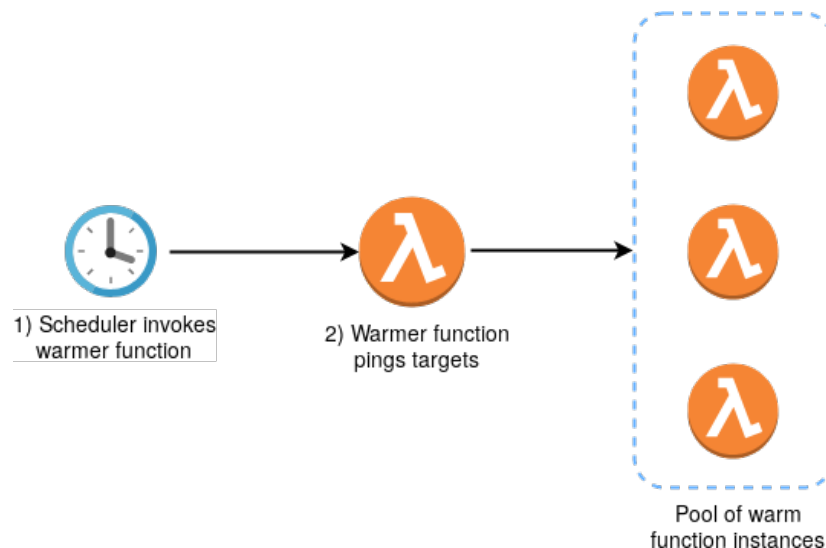 1) Scheduler invokes
warmer function
2) Warmer function
pings targets
Pool of warm
function instances